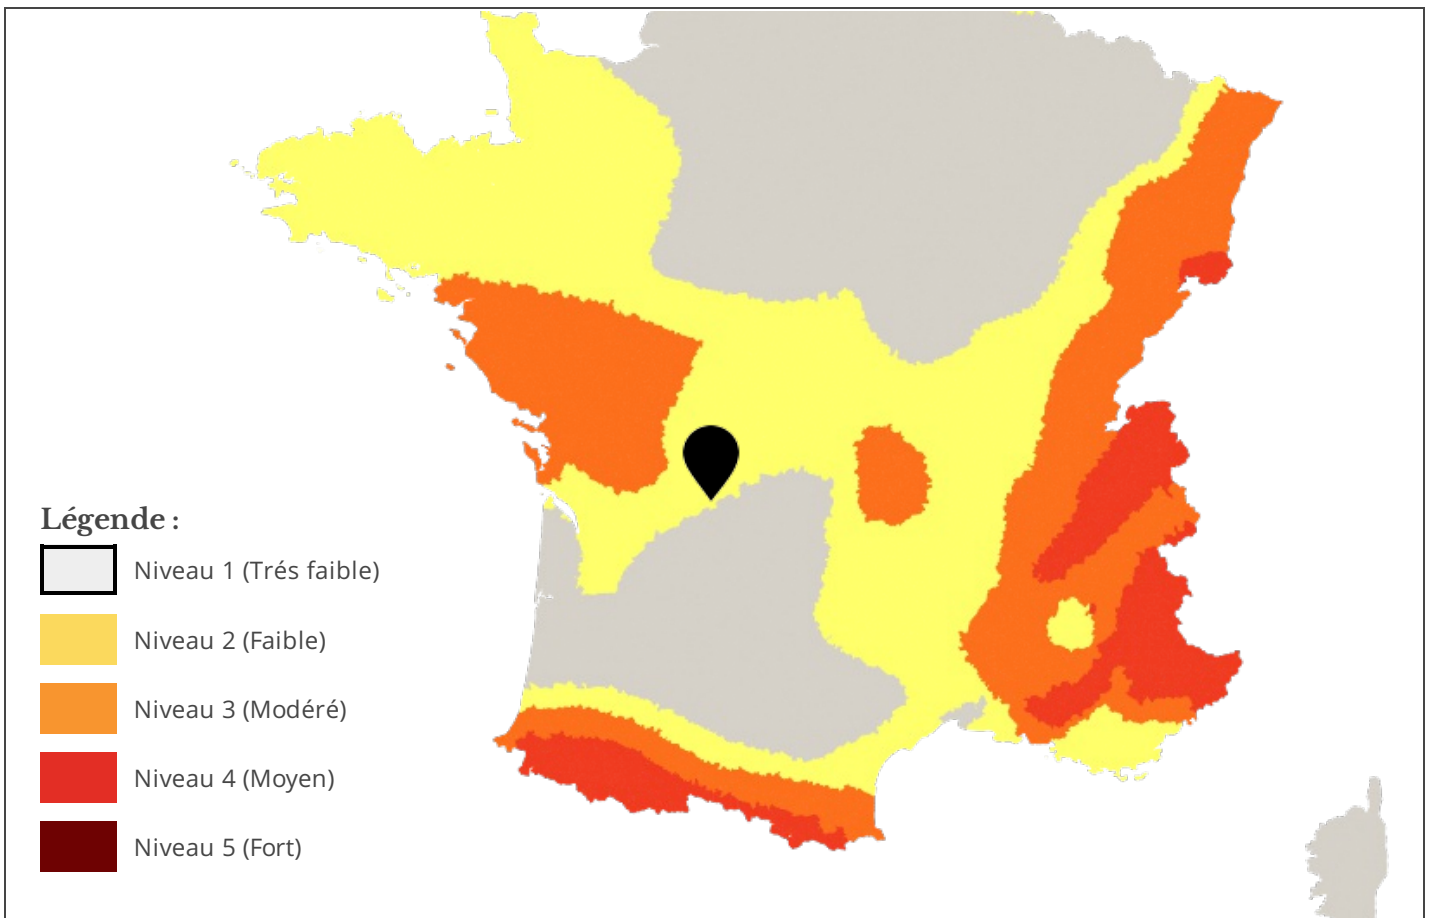 Légende :
Niveau 1 (Trés faible)
Niveau 2 (Faible)
Niveau 3 (Modéré)
Niveau 4 (Moyen)
Niveau 5 (Fort)